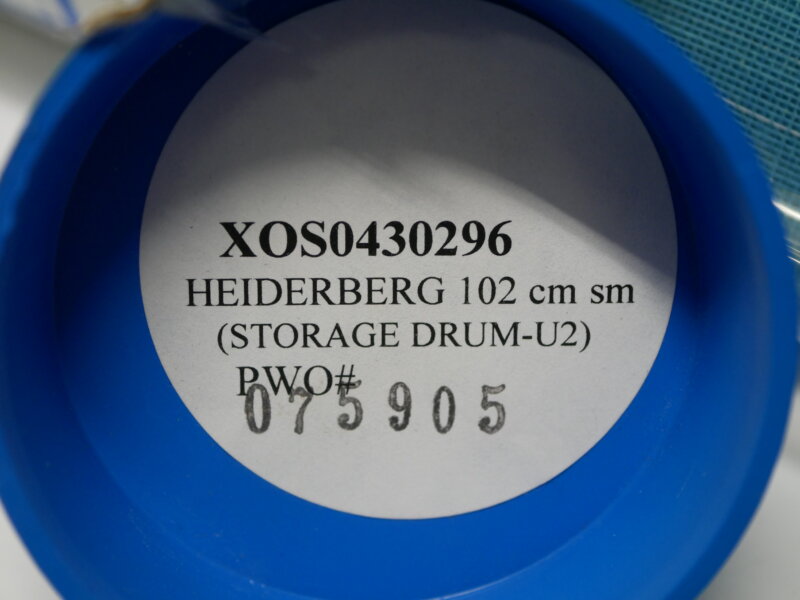 XOS0430296
HEIDERBERG 102 cm sm
(STORAGE DRUM-U2)
PWO#
075905